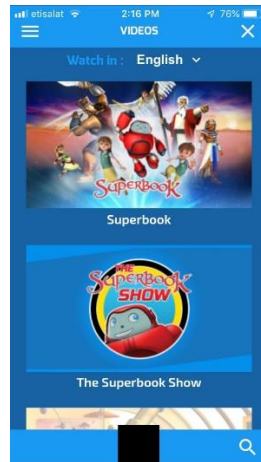 etisalat 2:16 PM 76%
VIDEOS
Watch in : English
SUPERBOOK
Superbook
THE
SUPERBOOK
SHOW
The Superbook Show